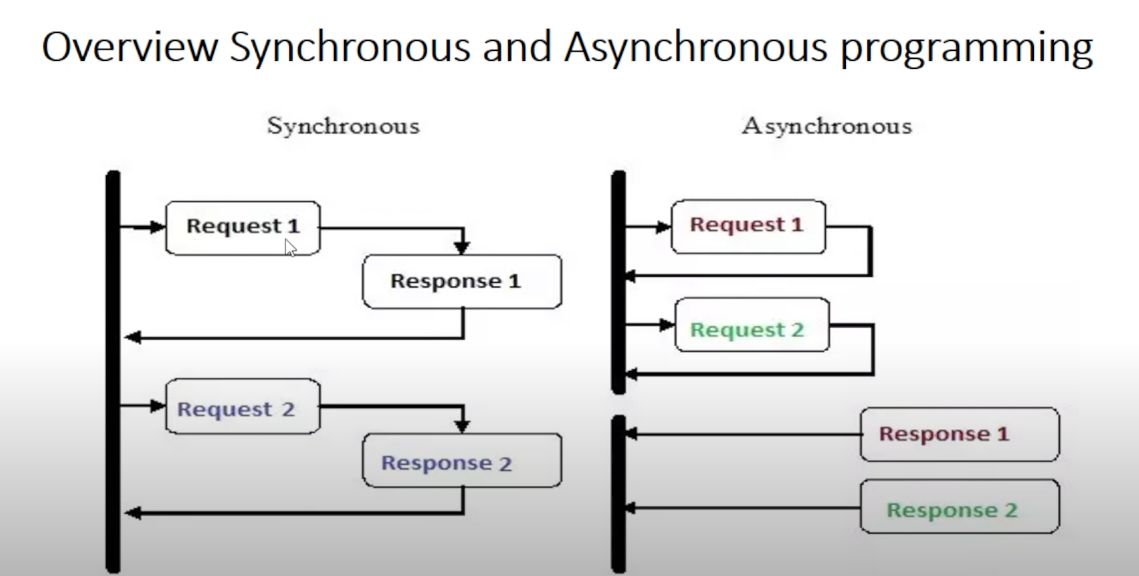 Overview Synchronous and Asynchronous programming
Synchronous
Request 1
Response 1
Request 2
Response 2
Asynchronous
Request 1
Request 2
Response 1
Response 2